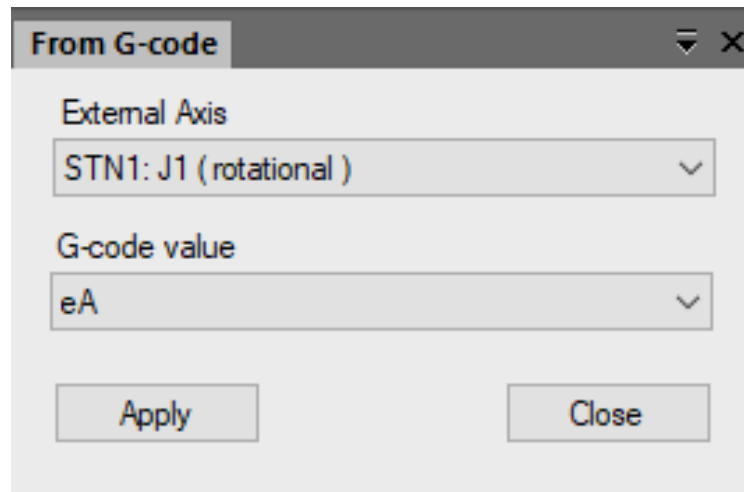 From G-code
External Axis
STN1: J1 ( rotational )
G-code value
eA
Apply Close